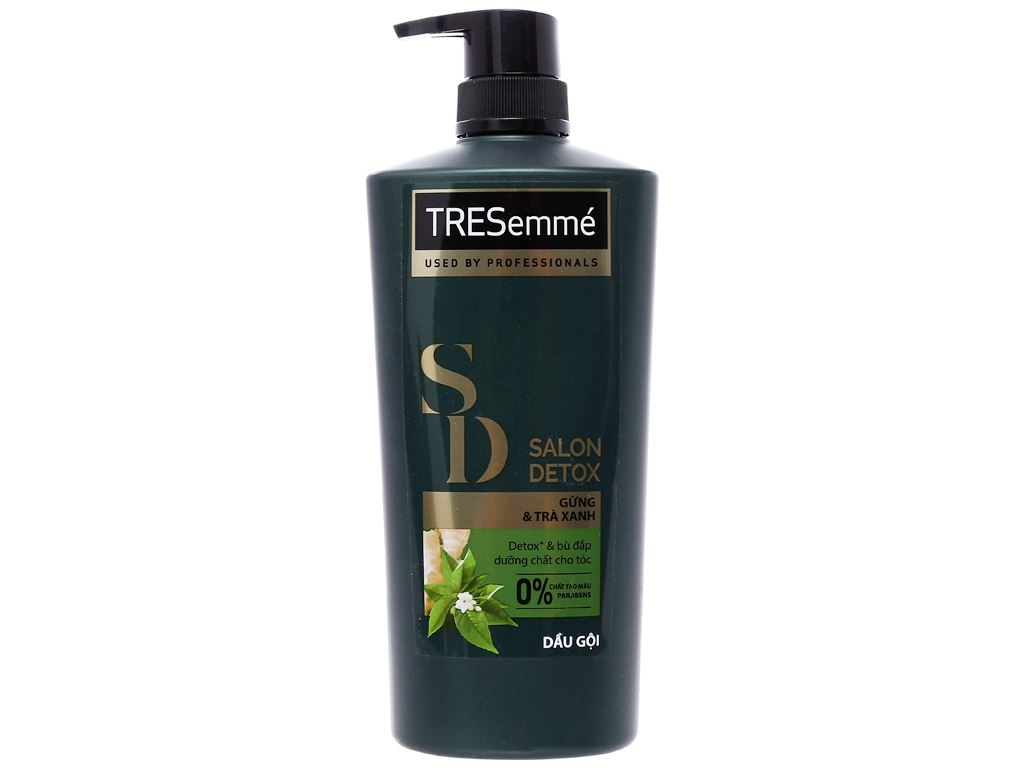 TRESemmé
USED BY PROFESSIONALS
SD
SALON
DETOX
GỪNG
& TRÀ XANH
Detox* & bù đắp
dưỡng chất cho tóc
0% CHẤT TẠO MÀU
PARABENS
DẦU GỘI